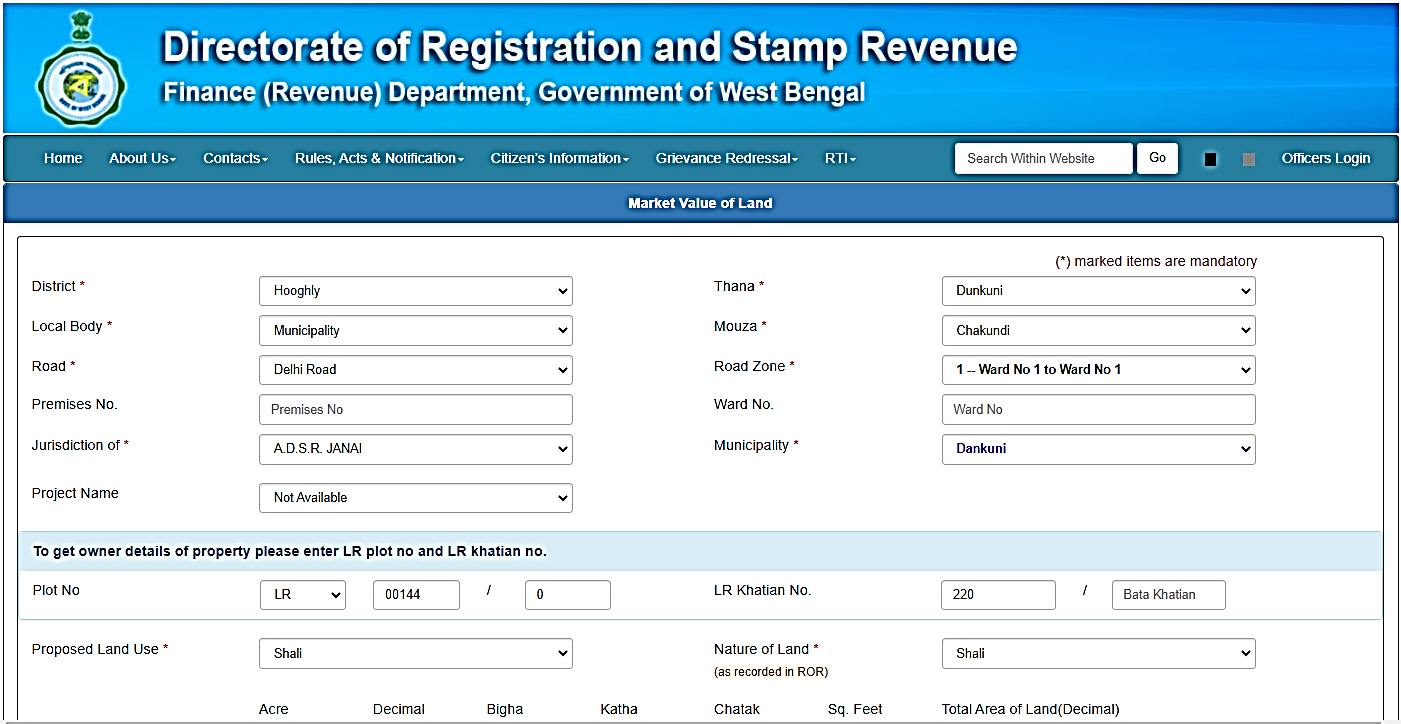 Directorate of Registration and Stamp Revenue
Finance (Revenue) Department, Government of West Bengal
Home About Us Contacts Rules, Acts & Notification Citizen's Information Grievance Redressal RTI Search Within Website Go Officers Login
Market Value of Land
(*) marked items are mandatory
District * Hooghly Thana * Dunkuni
Local Body * Municipality Mouza * Chakundi
Road * Delhi Road Road Zone * 1 -- Ward No 1 to Ward No 1
Premises No. Premises No Ward No. Ward No
Jurisdiction of * A.D.S.R. JANAI Municipality * Dankuni
Project Name Not Available
To get owner details of property please enter LR plot no and LR khatian no.
Plot No LR 00144 / 0 LR Khatian No. 220 / Bata Khatian
Proposed Land Use * Shali Nature of Land * Shali
(as recorded in ROR)
Acre Decimal Bigha Katha Chatak Sq. Feet Total Area of Land(Decimal)